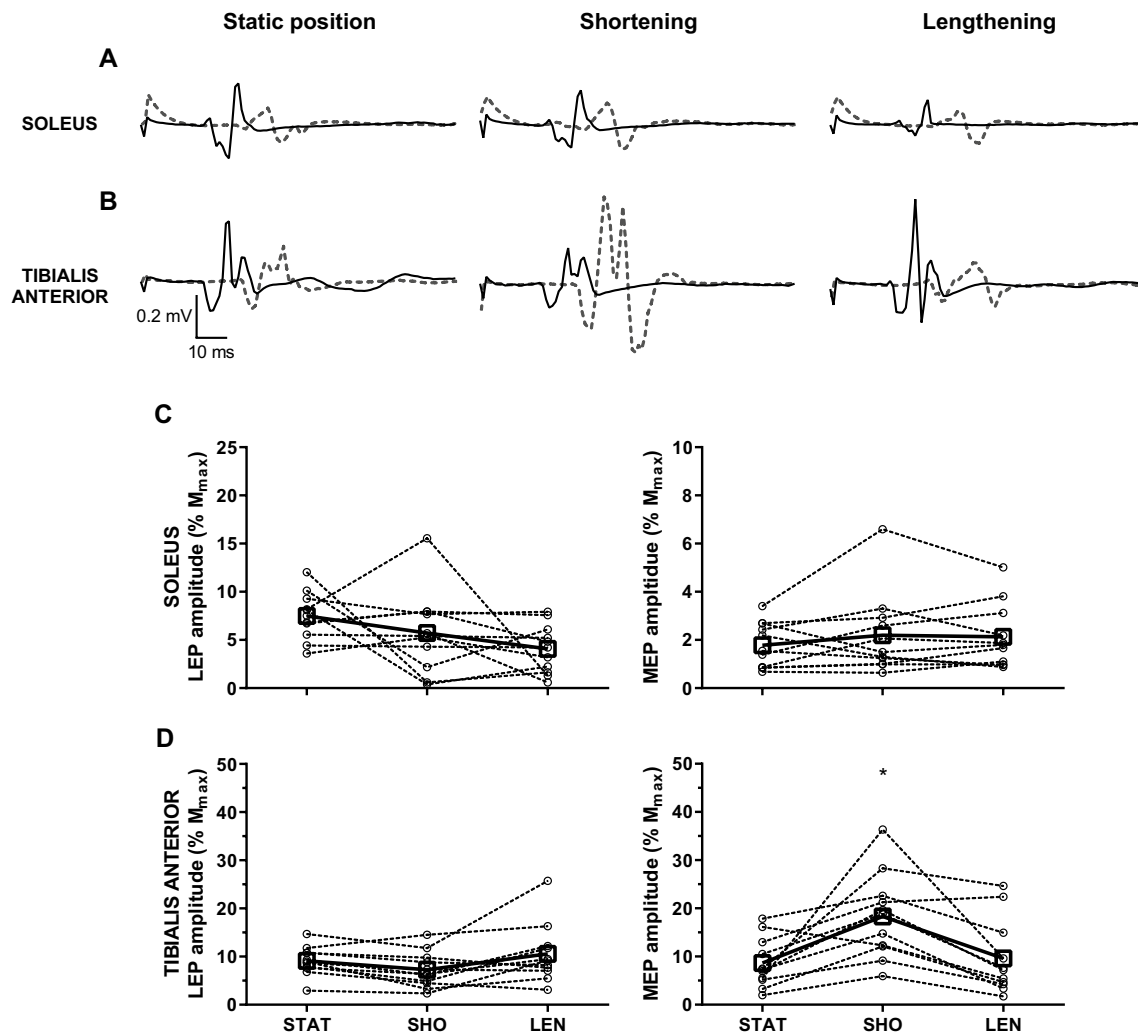 Static position Shortening Lengthening
A
SOLEUS
B
TIBIALIS
ANTERIOR
0.2 mV
10 ms
C
SOLEUS
LEP amplitude (% Mmax)
25
20
15
10
5
0
MEP ampltidue (% Mmax)
10
8
6
4
2
0
D
TIBIALIS ANTERIOR
LEP amplitude (% Mmax)
50
40
30
20
10
0
STAT SHO LEN
MEP amplitude (% Mmax)
50
40
30
20
10
0
*
STAT SHO LEN